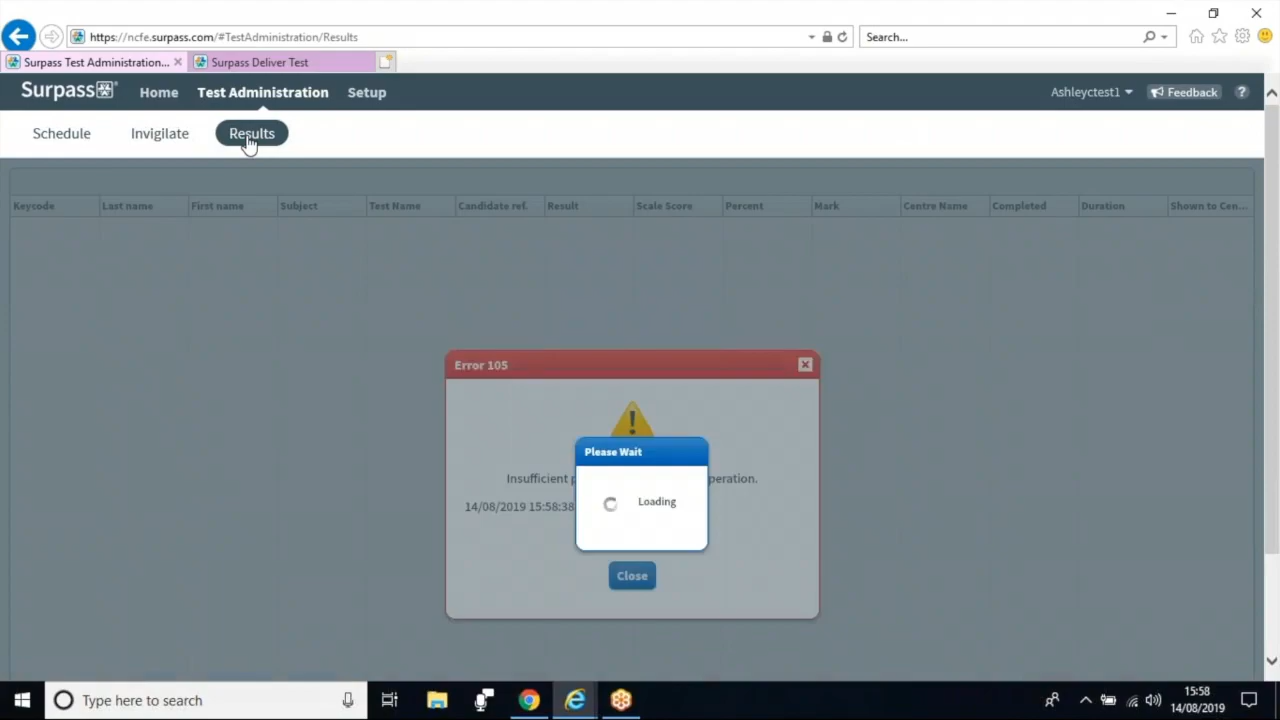 https://ncfe.surpass.com/#TestAdministration/Results
Search...
Surpass Test Administration...
Surpass Deliver Test
Surpass
Home
Test Administration
Setup
Ashleyctest1
Feedback
?
Schedule
Invigilate
Results
Keycode
Last name
First name
Subject
Test Name
Candidate ref.
Result
Scale Score
Percent
Mark
Centre Name
Completed
Duration
Shown to Cen...
Error 105
Please Wait
Insufficient
peration.
Loading
14/08/2019 15:58:38
Close
Type here to search
15:58
14/08/2019